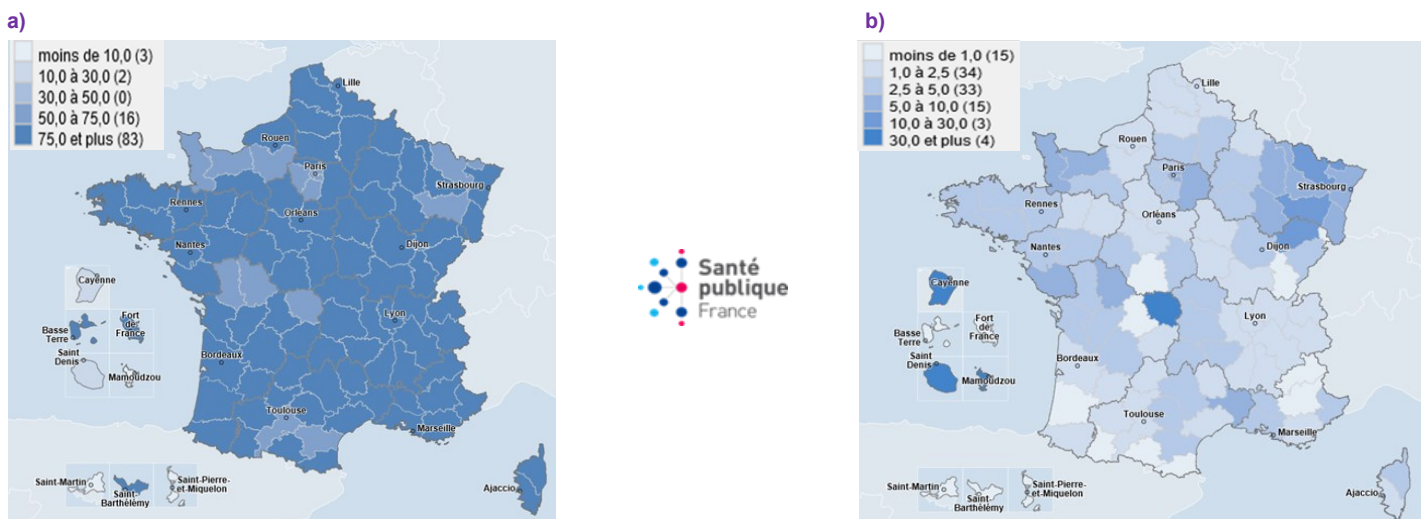 a)
moins de 10,0 (3)
10,0 à 30,0 (2)
30,0 à 50,0 (0)
50,0 à 75,0 (16)
75,0 et plus (83)
Lille
Rouen
Paris
Strasbourg
Rennes
Orléans
Nantes
Dijon
Cayenne
Lyon
Basse
Terre
Fort
de
France
Saint
Denis
Mamoudzou
Bordeaux
Toulouse
Marseille
Saint-Martin
Saint-
Barthélémy
Saint-Pierre-
et-Miquelon
Ajaccio
Santé
publique
France
b)
moins de 1,0 (15)
1,0 à 2,5 (34)
2,5 à 5,0 (33)
5,0 à 10,0 (15)
10,0 à 30,0 (3)
30,0 et plus (4)
Lille
Rouen
Paris
Strasbourg
Rennes
Orléans
Nantes
Dijon
Cayenne
Lyon
Basse
Terre
Fort
de
France
Saint
Denis
Mamoudzou
Bordeaux
Toulouse
Marseille
Saint-Martin
Saint-
Barthélémy
Saint-Pierre-
et-Miquelon
Ajaccio